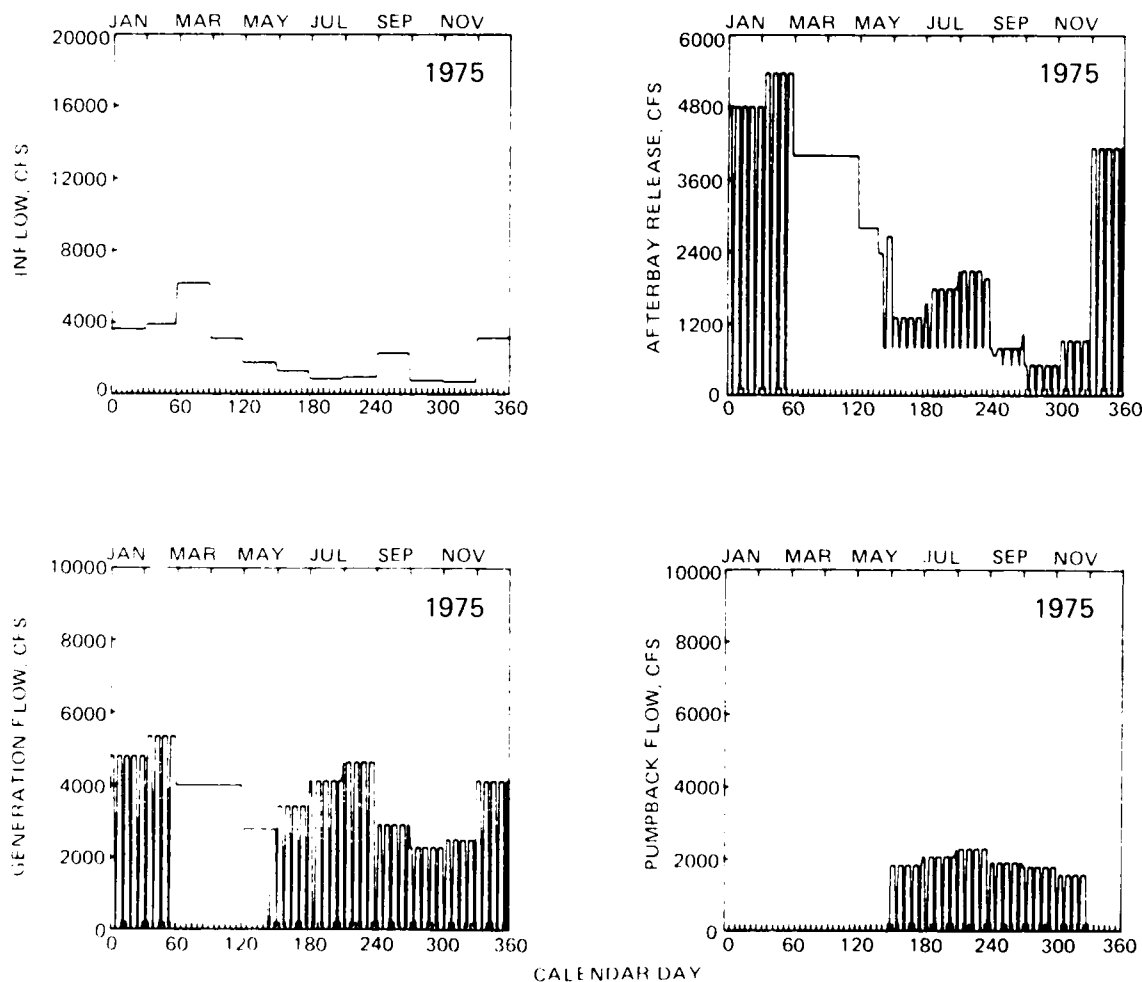 JAN MAR MAY JUL SEP NOV
20000
16000
12000
8000
4000
0
INFLOW, CFS
1975
0 60 120 180 240 300 360
JAN MAR MAY JUL SEP NOV
6000
4800
3600
2400
1200
0
AFTERBAY RELEASE, CFS
1975
0 60 120 180 240 300 360
JAN MAR MAY JUL SEP NOV
10000
8000
6000
4000
2000
0
GENERATION FLOW, CFS
1975
0 60 120 180 240 300 360
JAN MAR MAY JUL SEP NOV
10000
8000
6000
4000
2000
0
PUMPBACK FLOW, CFS
1975
0 60 120 180 240 300 360
CALENDAR DAY